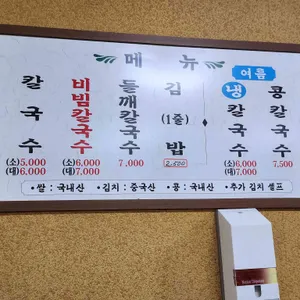 메 뉴
칼국수
(소)5,000
(대)6,000
비빔칼국수
(소)6,000
(대)7,000
들깨칼국수
7,000
김(1줄)밥
여름
냉칼국수
(소)6,000
(대)7,000
콩칼국수
7,500
·쌀:국내산 ·김치:중국산 ·콩:국내산 ·추가 김치 셀프